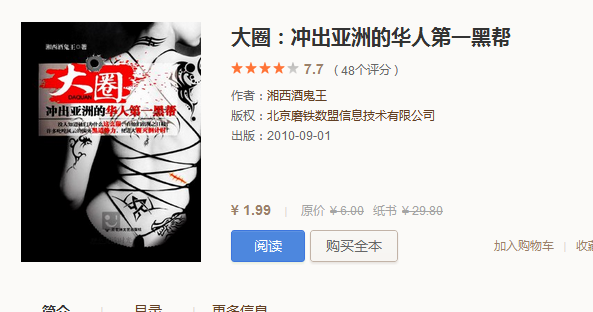 湘西酒鬼王◎著
大圈
DAQUAN
冲出亚洲的华人第一黑帮
大圈：冲出亚洲的华人第一黑帮
7.7 ( 48个评分 )
作者：湘西酒鬼王
版权：北京磨铁数盟信息技术有限公司
出版：2010-09-01
¥ 1.99 | 原价 ¥ 6.00 纸书 ¥ 29.80
阅读 购买全本
加入购物车 | 收藏
简介 | 目录 | 更多信息